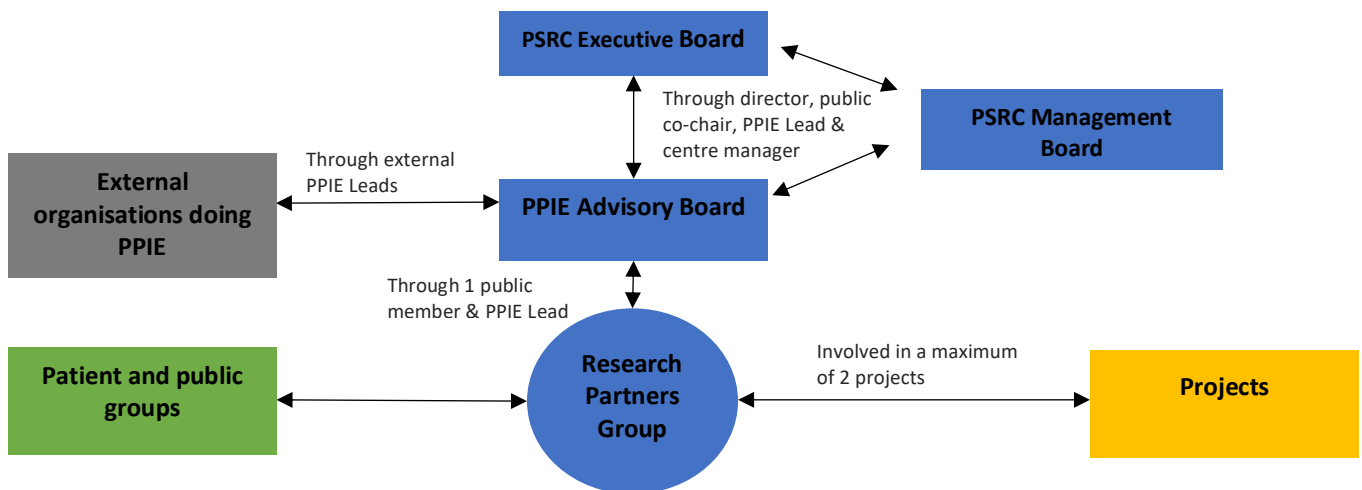 PSRC Executive Board
Through director, public
co-chair, PPIE Lead &
centre manager
PSRC Management
Board
Through external
PPIE Leads
External
organisations doing
PPIE
PPIE Advisory Board
Through 1 public
member & PPIE Lead
Patient and public
groups
Research
Partners
Group
Involved in a maximum
of 2 projects
Projects